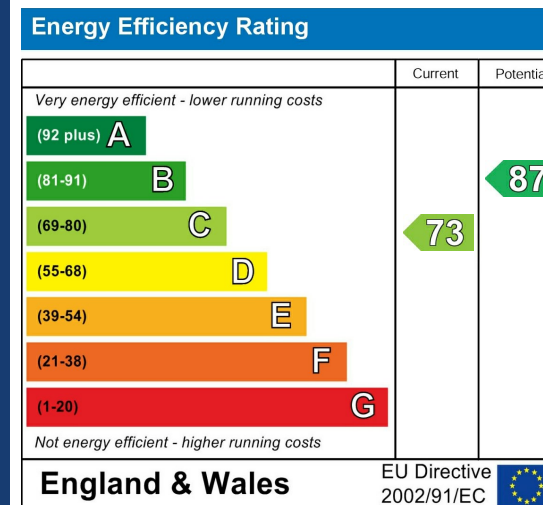 Energy Efficiency Rating
Current Potentia
Very energy efficient - lower running costs
(92 plus) A
(81-91) B 87
(69-80) C 73
(55-68) D
(39-54) E
(21-38) F
(1-20) G
Not energy efficient - higher running costs
England & Wales
EU Directive
2002/91/EC